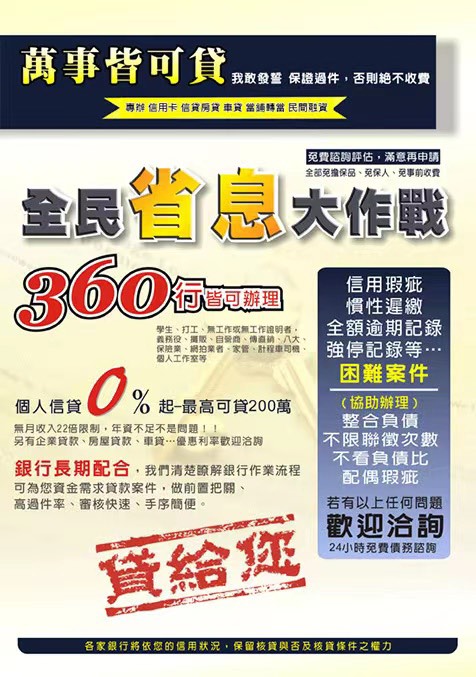 萬事皆可貸 我敢發誓 保證過件，否則絕不收費
專辦 信用卡 信貸房貸 車貸 當鋪轉當 民間融資
免費諮詢評估，滿意再申請
全部免擔保品、免保人、免事前收費
全民省息大作戰
360行皆可辦理
學生、打工、無工作或無工作證明者，
義務役、攤販、自營商、傳直銷、八大、
保險業、網拍業者、家管、計程車司機、
個人工作室等
個人信貸0%起-最高可貸200萬
無月收入22倍限制，年資不足不是問題！！
另有企業貸款、房屋貸款、車貸…優惠利率歡迎洽詢
銀行長期配合，我們清楚瞭解銀行作業流程
可為您資金需求貸款案件，做前置把關、
高過件率、審核快速、手序簡便。
貸給您
信用瑕疵
慣性遲繳
全額逾期記錄
強停記錄等…
困難案件
（協助辦理）
整合負債
不限聯徵次數
不看負債比
配偶瑕疵
若有以上任何問題
歡迎洽詢
24小時免費債務諮詢
各家銀行將依您的信用狀況，保留核貸與否及核貸條件之權力